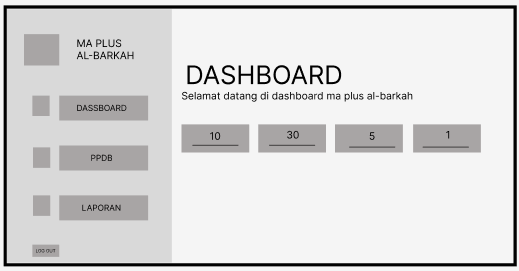 MA PLUS
AL-BARKAH
DASSBOARD
PPDB
LAPORAN
LOG OUT
DASHBOARD
Selamat datang di dashboard ma plus al-barkah
10 30 5 1